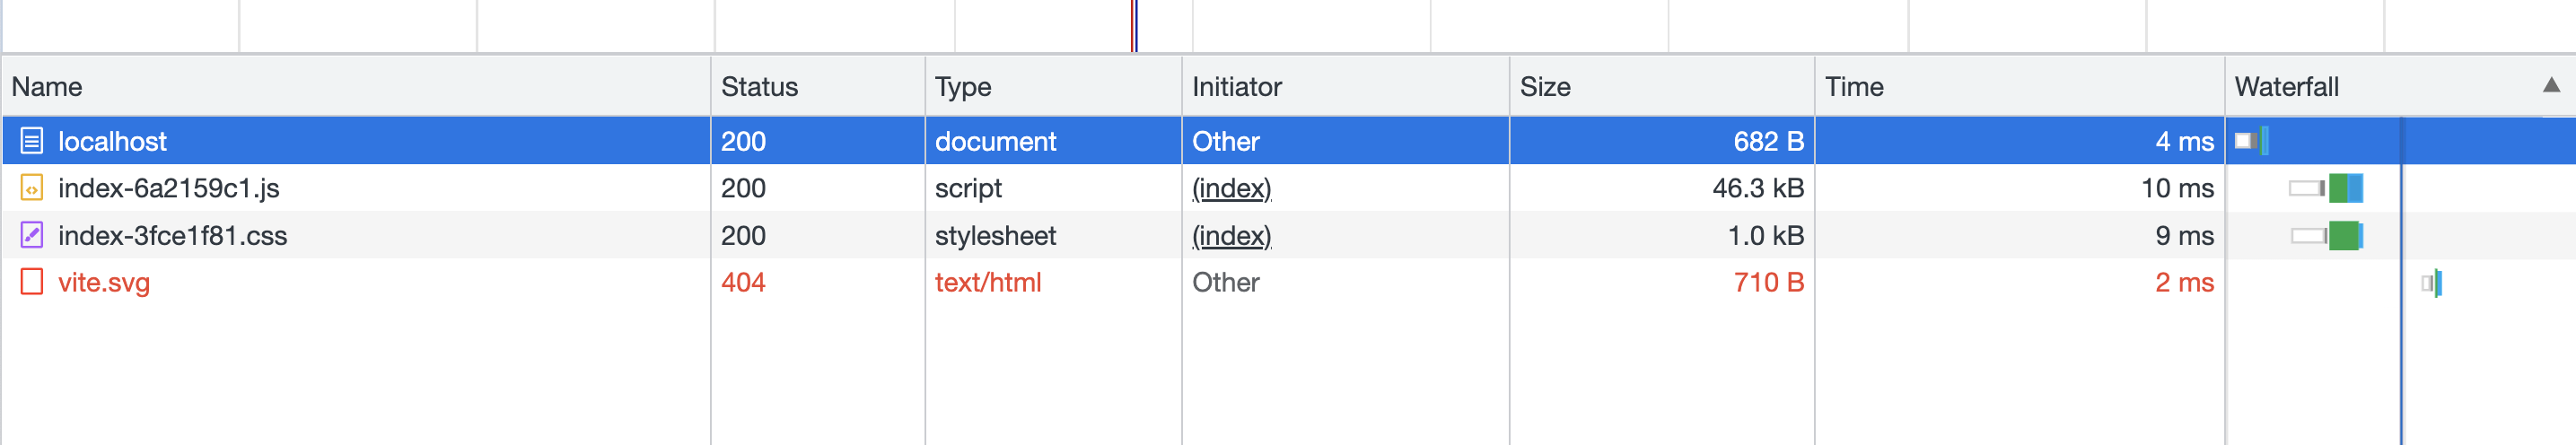 Name Status Type Initiator Size Time Waterfall
localhost 200 document Other 682 B 4 ms
index-6a2159c1.js 200 script (index) 46.3 kB 10 ms
index-3fce1f81.css 200 stylesheet (index) 1.0 kB 9 ms
vite.svg 404 text/html Other 710 B 2 ms